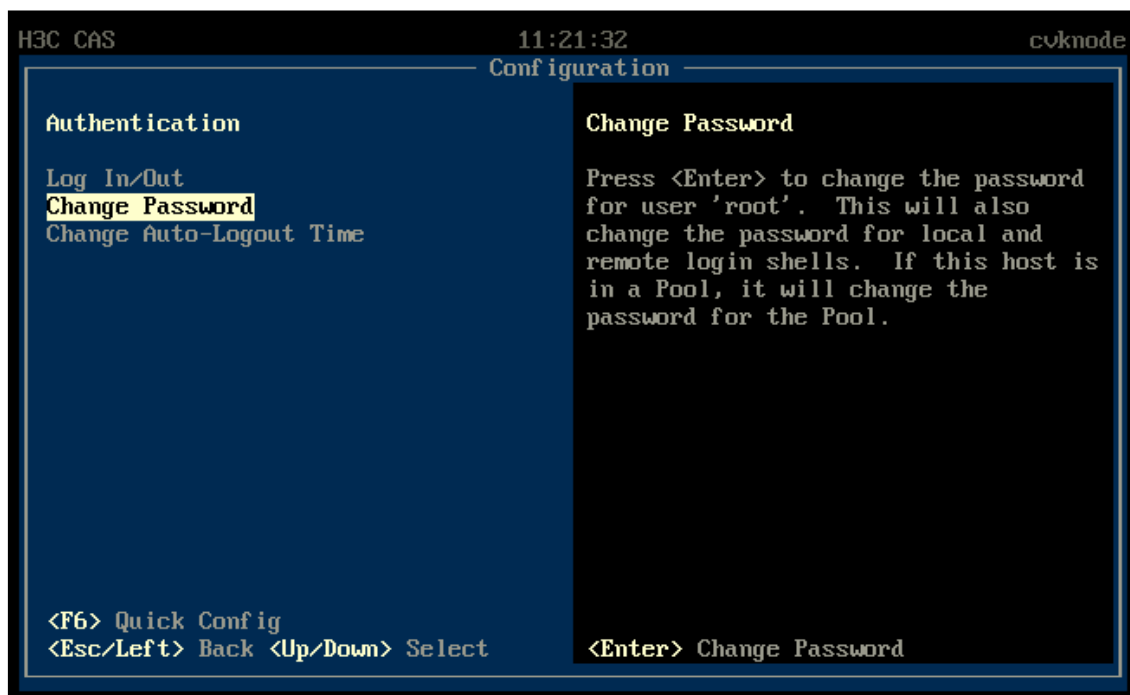 H3C CAS 11:21:32 cvknode
Configuration
Authentication
Log In/Out
Change Password
Change Auto-Logout Time
<F6> Quick Config
<Esc/Left> Back <Up/Down> Select
Change Password
Press <Enter> to change the password
for user 'root'.  This will also
change the password for local and
remote login shells.  If this host is
in a Pool, it will change the
password for the Pool.
<Enter> Change Password